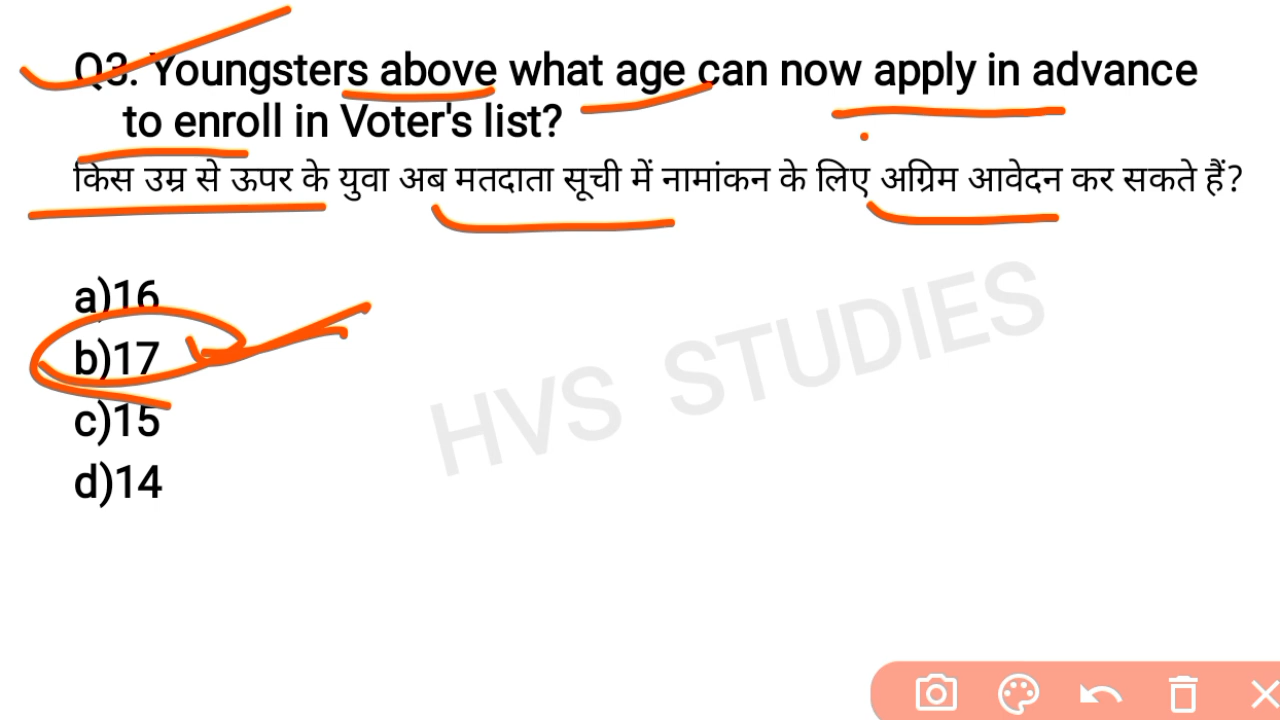 Q3. Youngsters above what age can now apply in advance
to enroll in Voter's list?
किस उम्र से ऊपर के युवा अब मतदाता सूची में नामांकन के लिए अग्रिम आवेदन कर सकते हैं?
a)16
b)17
c)15
d)14
HVS STUDIES